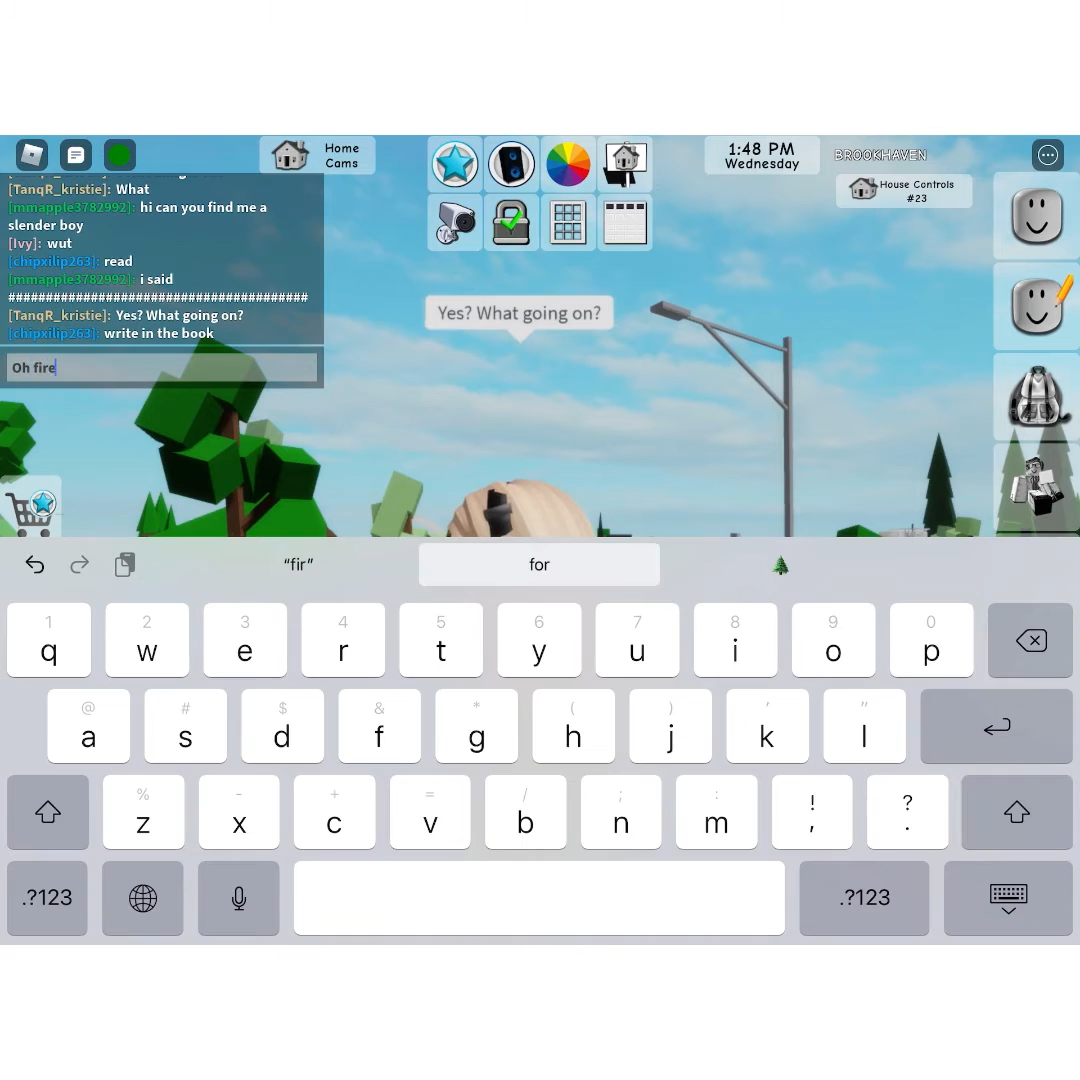 Home
Cams
1:48 PM
Wednesday
BROOKHAVEN
House Controls
#23
[TanqR_kristie]: What
[mmapple3782992]: hi can you find me a
slender boy
[Ivy]: wut
[chipxilip263]: read
[mmapple3782992]: i said
######################################
[TanqR_kristie]: Yes? What going on?
[chipxilip263]: write in the book
Yes? What going on?
Oh fire
“fir”
for
1 2 3 4 5 6 7 8 9 0
q w e r t y u i o p
@ # $ & * ( ) ' "
a s d f g h j k l
% - + = / ; : ! ?
z x c v b n m , .
.?123
.?123